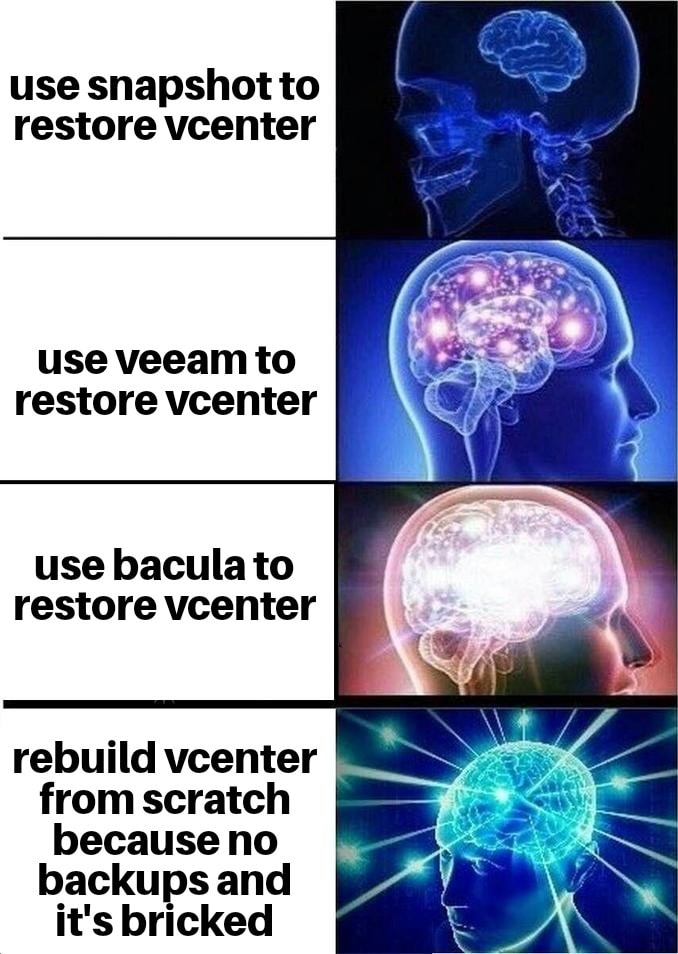 use snapshot to
restore vcenter
use veeam to
restore vcenter
use bacula to
restore vcenter
rebuild vcenter
from scratch
because no
backups and
it's bricked